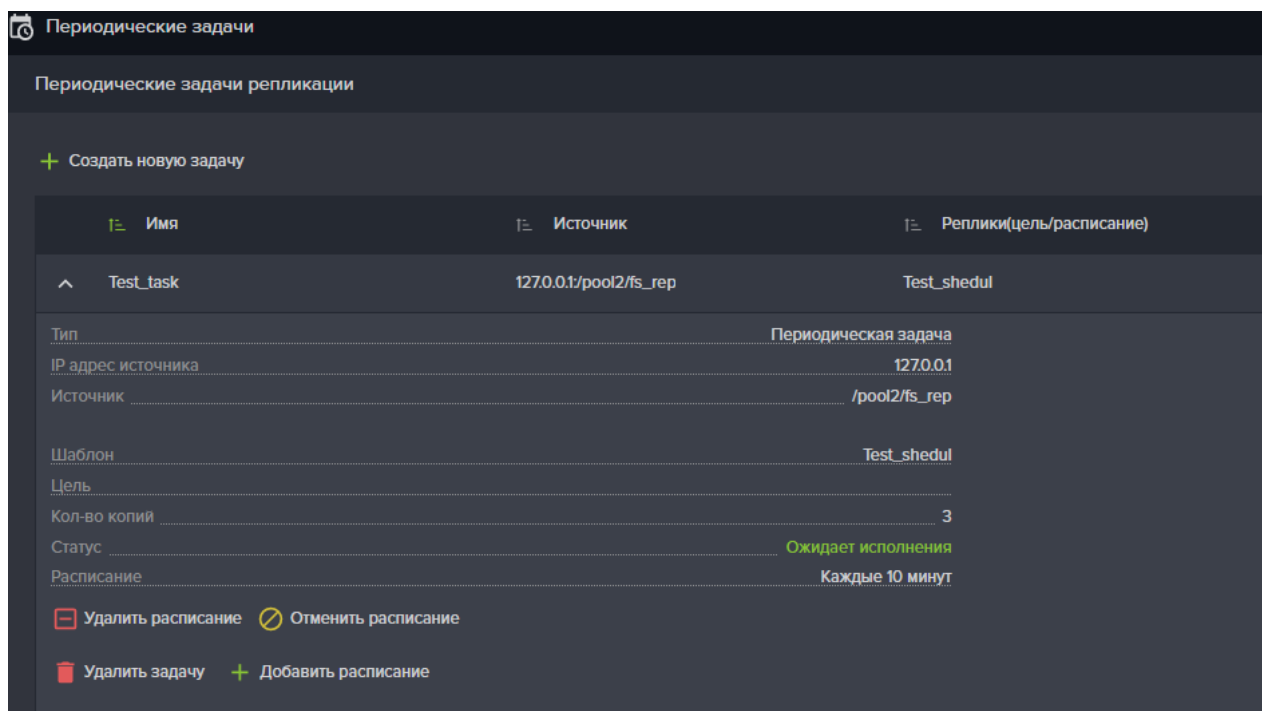 Периодические задачи
Периодические задачи репликации
Создать новую задачу
Имя Источник Реплики(цель/расписание)
Test_task 127.0.0.1:/pool2/fs_rep Test_shedul
Тип Периодическая задача
IP адрес источника 127.0.0.1
Источник /pool2/fs_rep
Шаблон Test_shedul
Цель
Кол-во копий 3
Статус Ожидает исполнения
Расписание Каждые 10 минут
Удалить расписание Отменить расписание
Удалить задачу Добавить расписание